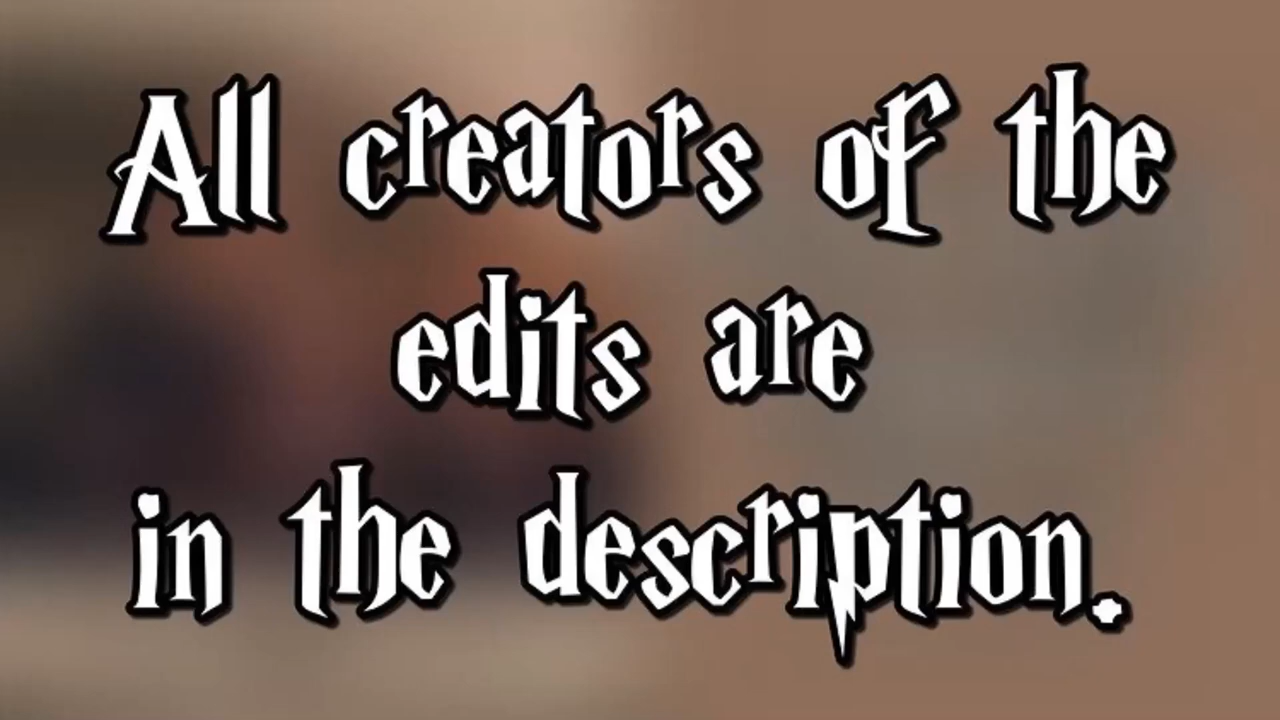 All creators of the
edits are
in the description.